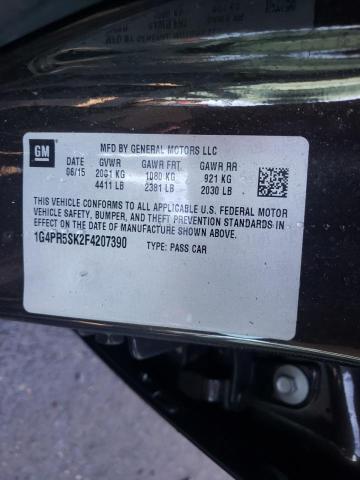 GM
MFD BY GENERAL MOTORS LLC
DATE GVWR GAWR FRT GAWR RR
06/15 2001 KG 1080 KG 921 KG
4411 LB 2381 LB 2030 LB
THIS VEHICLE CONFORMS TO ALL APPLICABLE U.S. FEDERAL MOTOR
VEHICLE SAFETY, BUMPER, AND THEFT PREVENTION STANDARDS IN
EFFECT ON THE DATE OF MANUFACTURE SHOWN ABOVE.
1G4PR5SK2F4207390 TYPE: PASS CAR